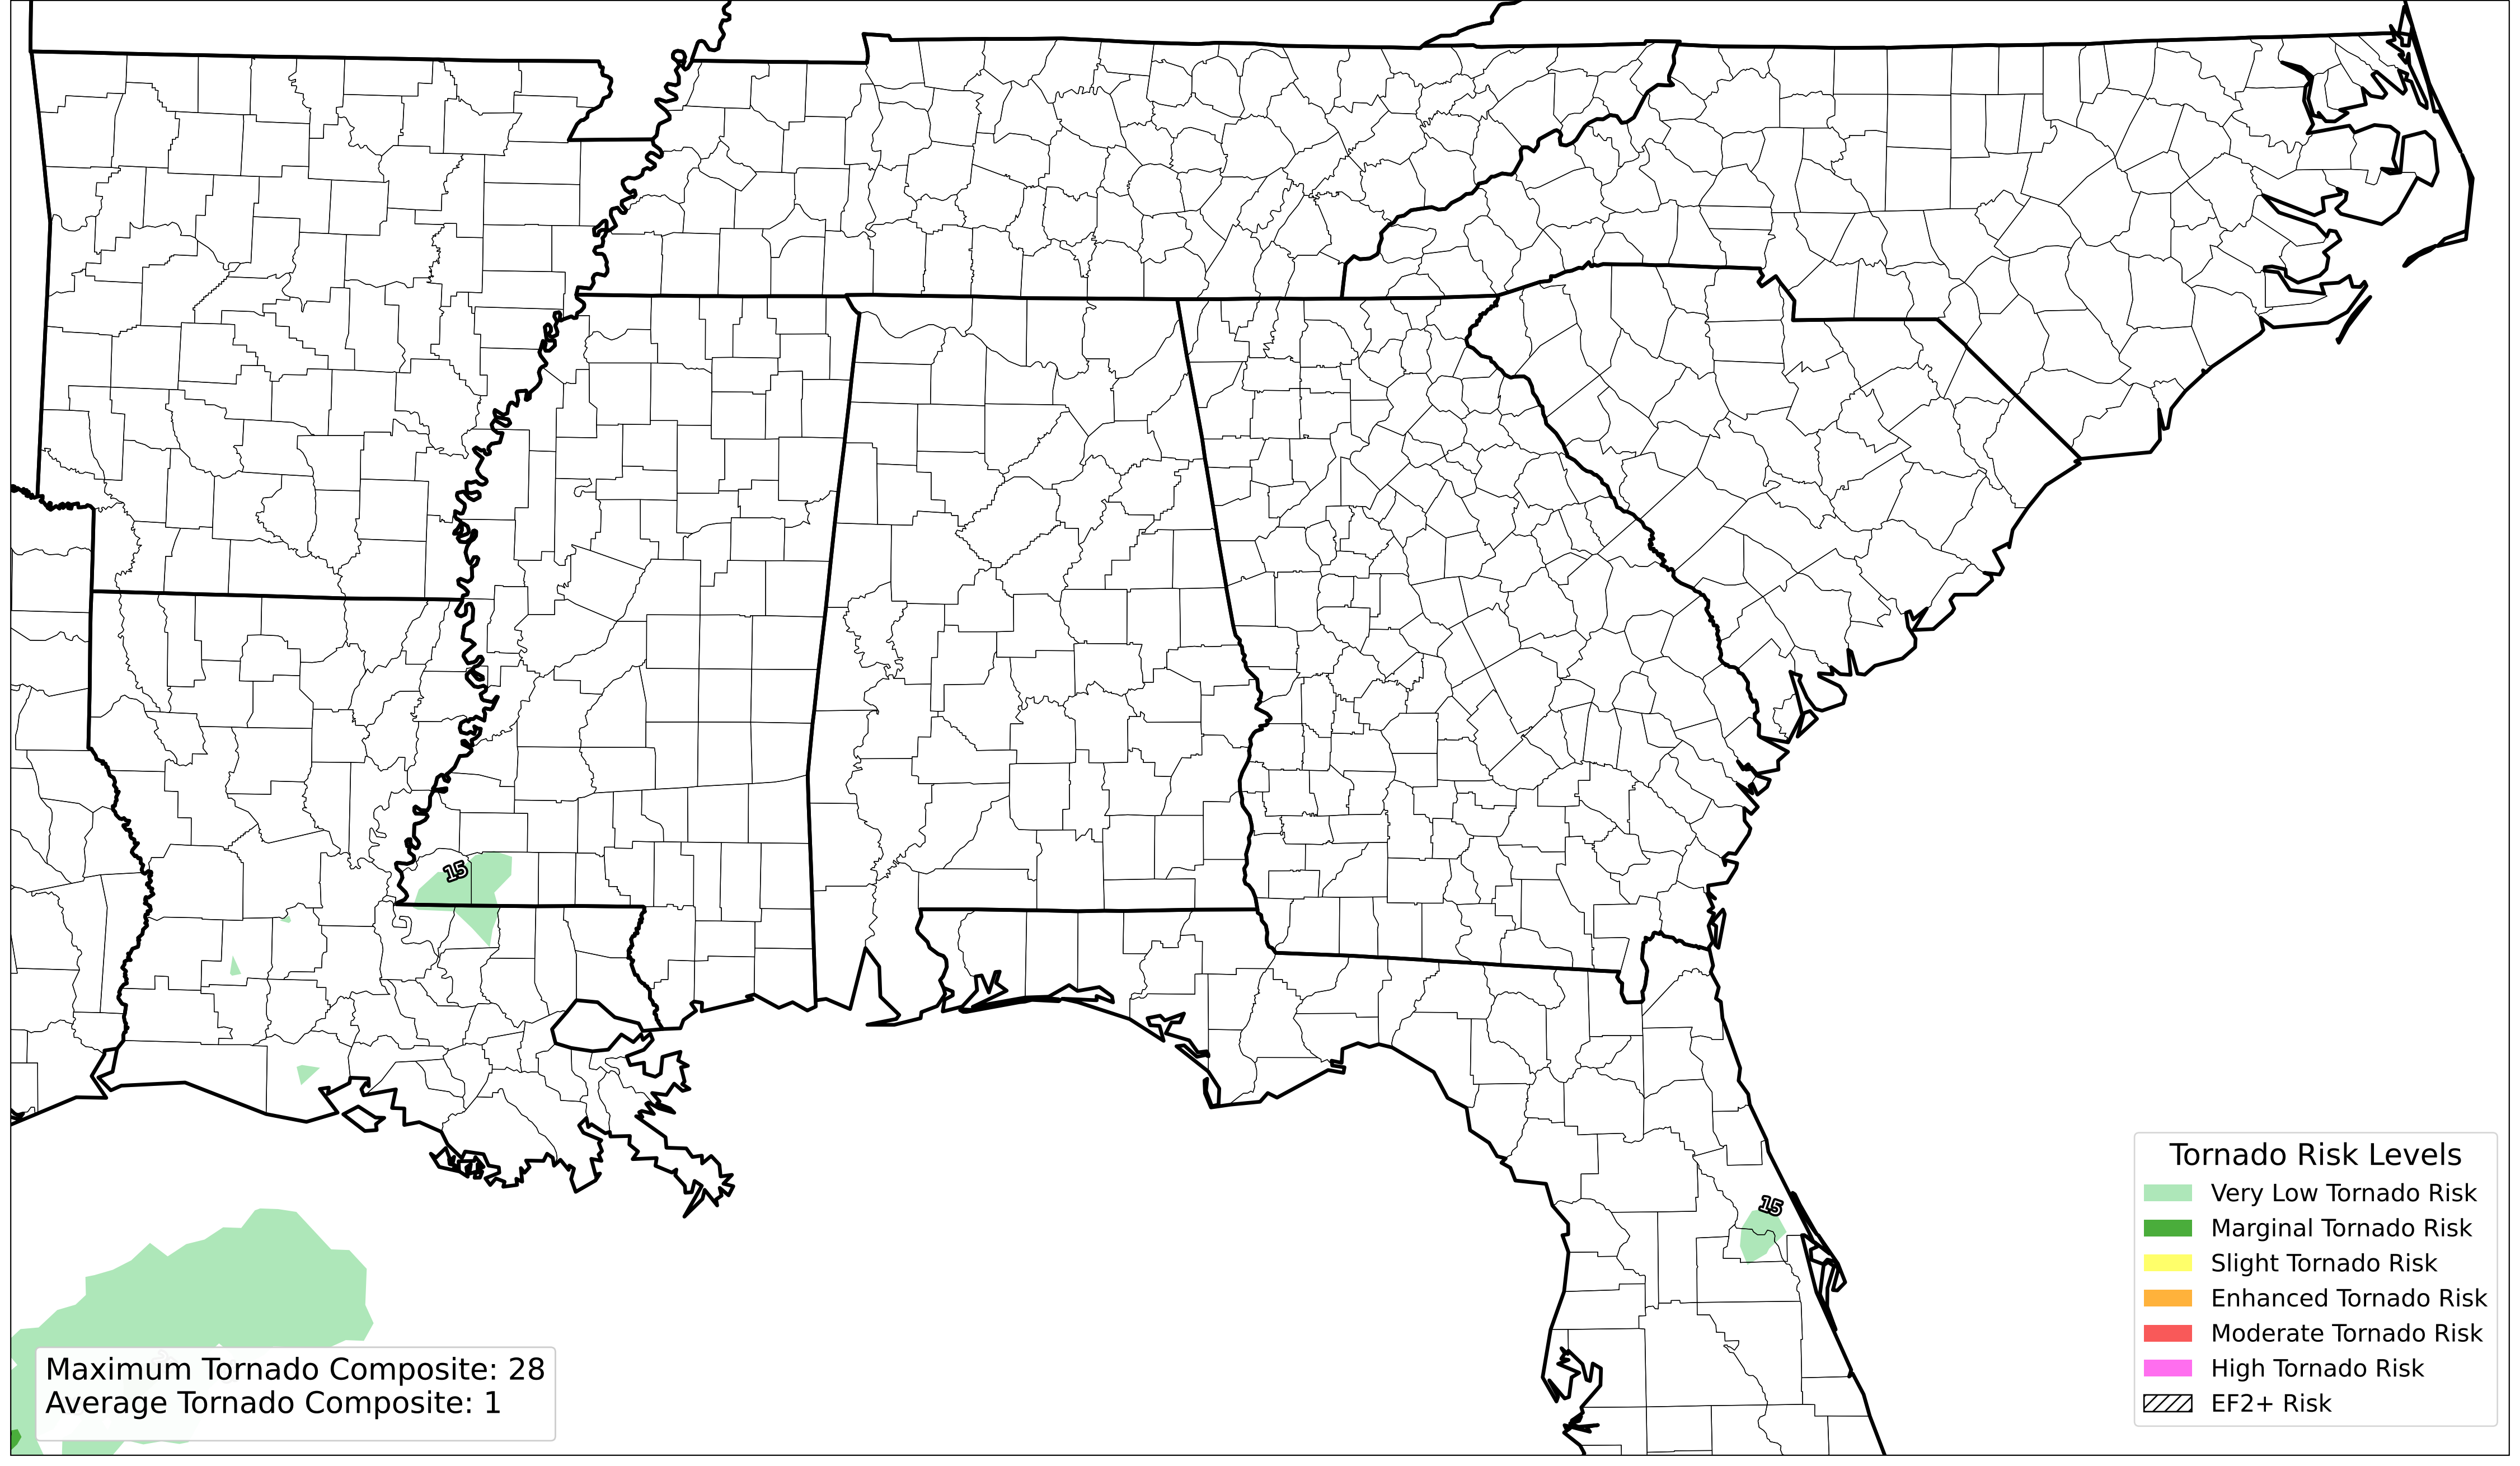 15
15
Tornado Risk Levels
Very Low Tornado Risk
Marginal Tornado Risk
Slight Tornado Risk
Enhanced Tornado Risk
Moderate Tornado Risk
High Tornado Risk
EF2+ Risk
Maximum Tornado Composite: 28
Average Tornado Composite: 1